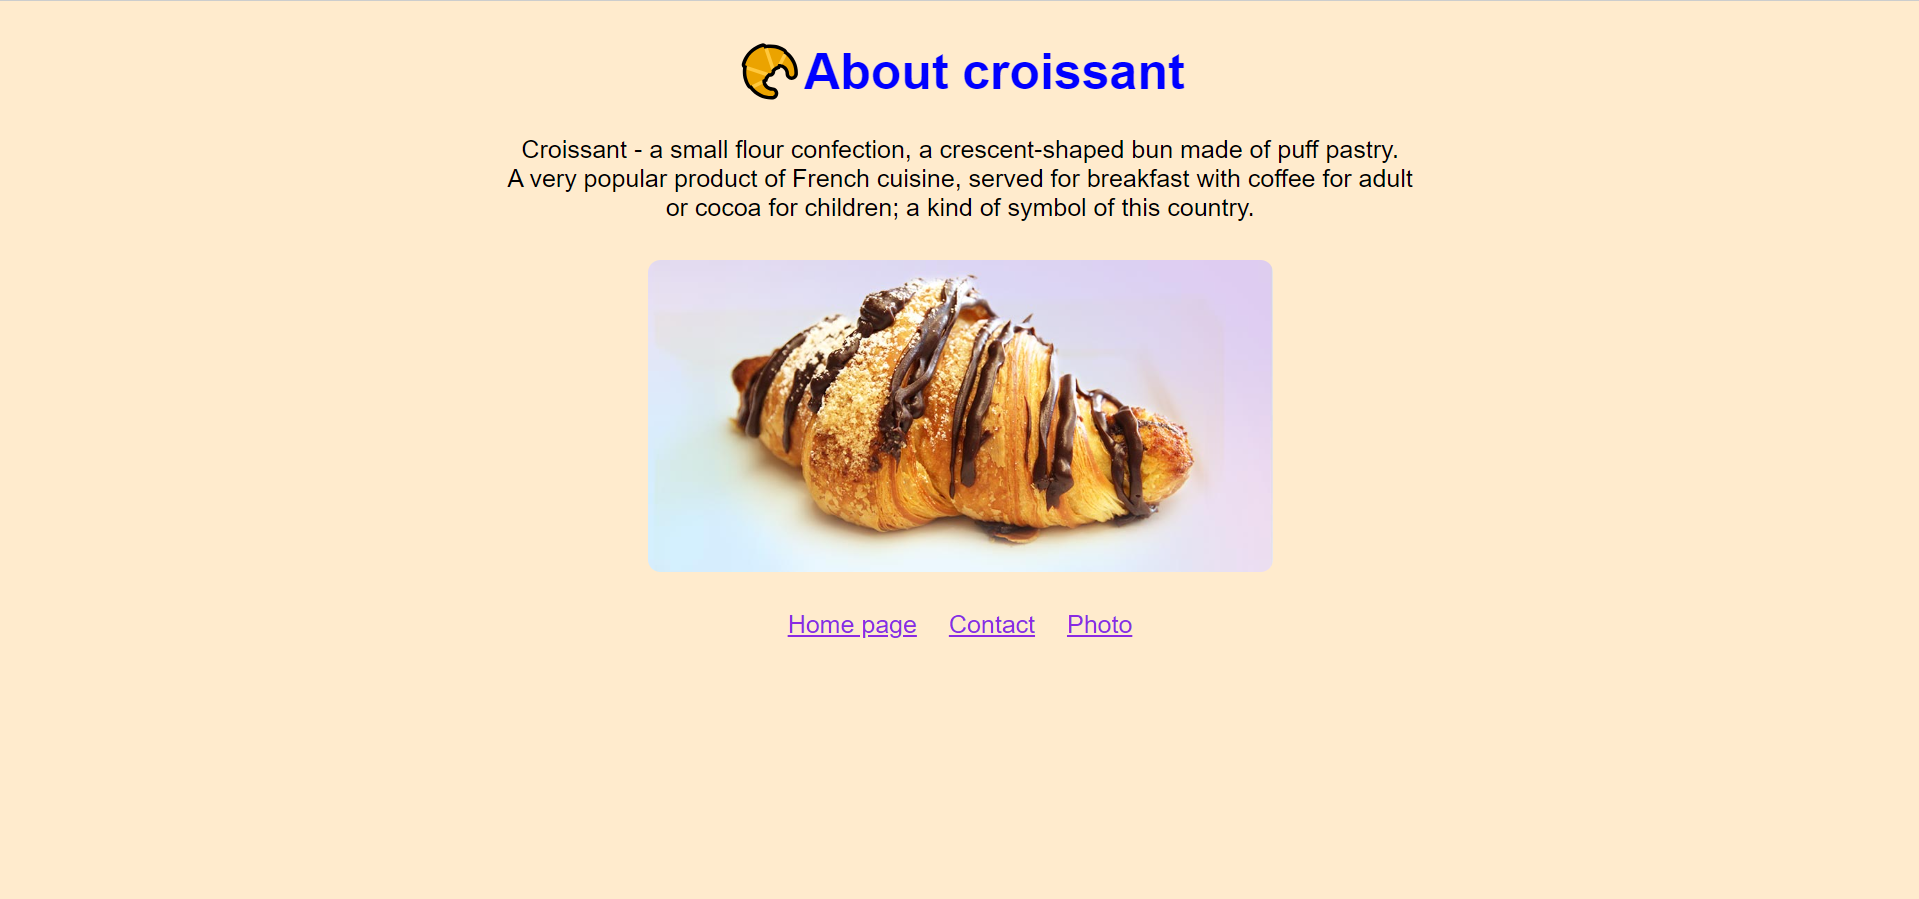 About croissant
Croissant - a small flour confection, a crescent-shaped bun made of puff pastry.
A very popular product of French cuisine, served for breakfast with coffee for adult
or cocoa for children; a kind of symbol of this country.
Home page Contact Photo